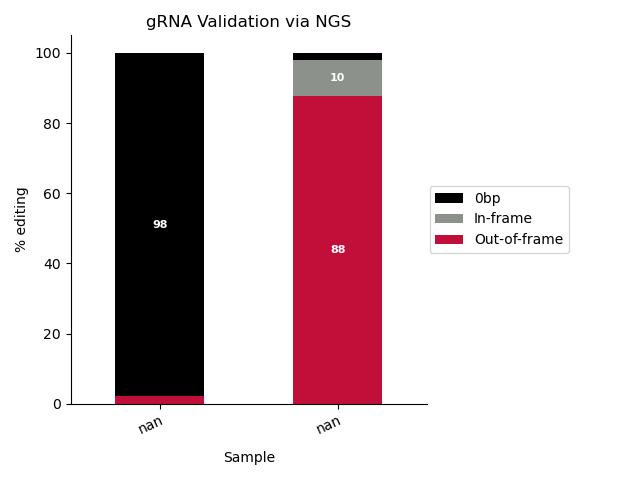 gRNA Validation via NGS
100
80
60
40
20
0
% editing
98
10
88
nan
nan
Sample
0bp
In-frame
Out-of-frame